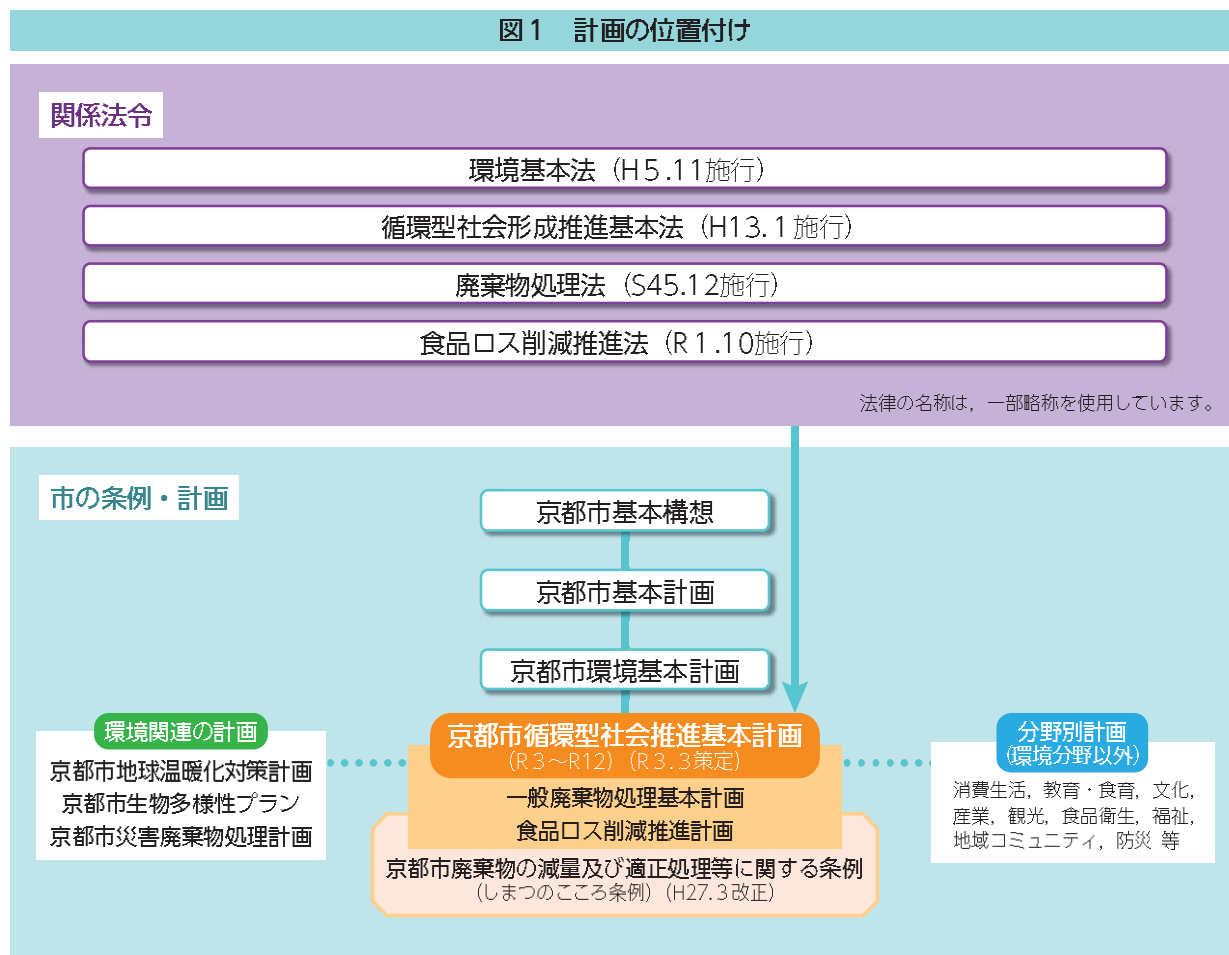 図1 計画の位置付け
関係法令
環境基本法（H5.11施行）
循環型社会形成推進基本法（H13.1施行）
廃棄物処理法（S45.12施行）
食品ロス削減推進法（R1.10施行）
法律の名称は，一部略称を使用しています。
市の条例・計画
京都市基本構想
京都市基本計画
京都市環境基本計画
環境関連の計画
京都市地球温暖化対策計画
京都市生物多様性プラン
京都市災害廃棄物処理計画
京都市循環型社会推進基本計画
（R3〜R12）（R3.3策定）
一般廃棄物処理基本計画
食品ロス削減推進計画
京都市廃棄物の減量及び適正処理等に関する条例
（しまつのこころ条例）（H27.3改正）
分野別計画
（環境分野以外）
消費生活，教育・食育，文化，
産業，観光，食品衛生，福祉，
地域コミュニティ，防災 等